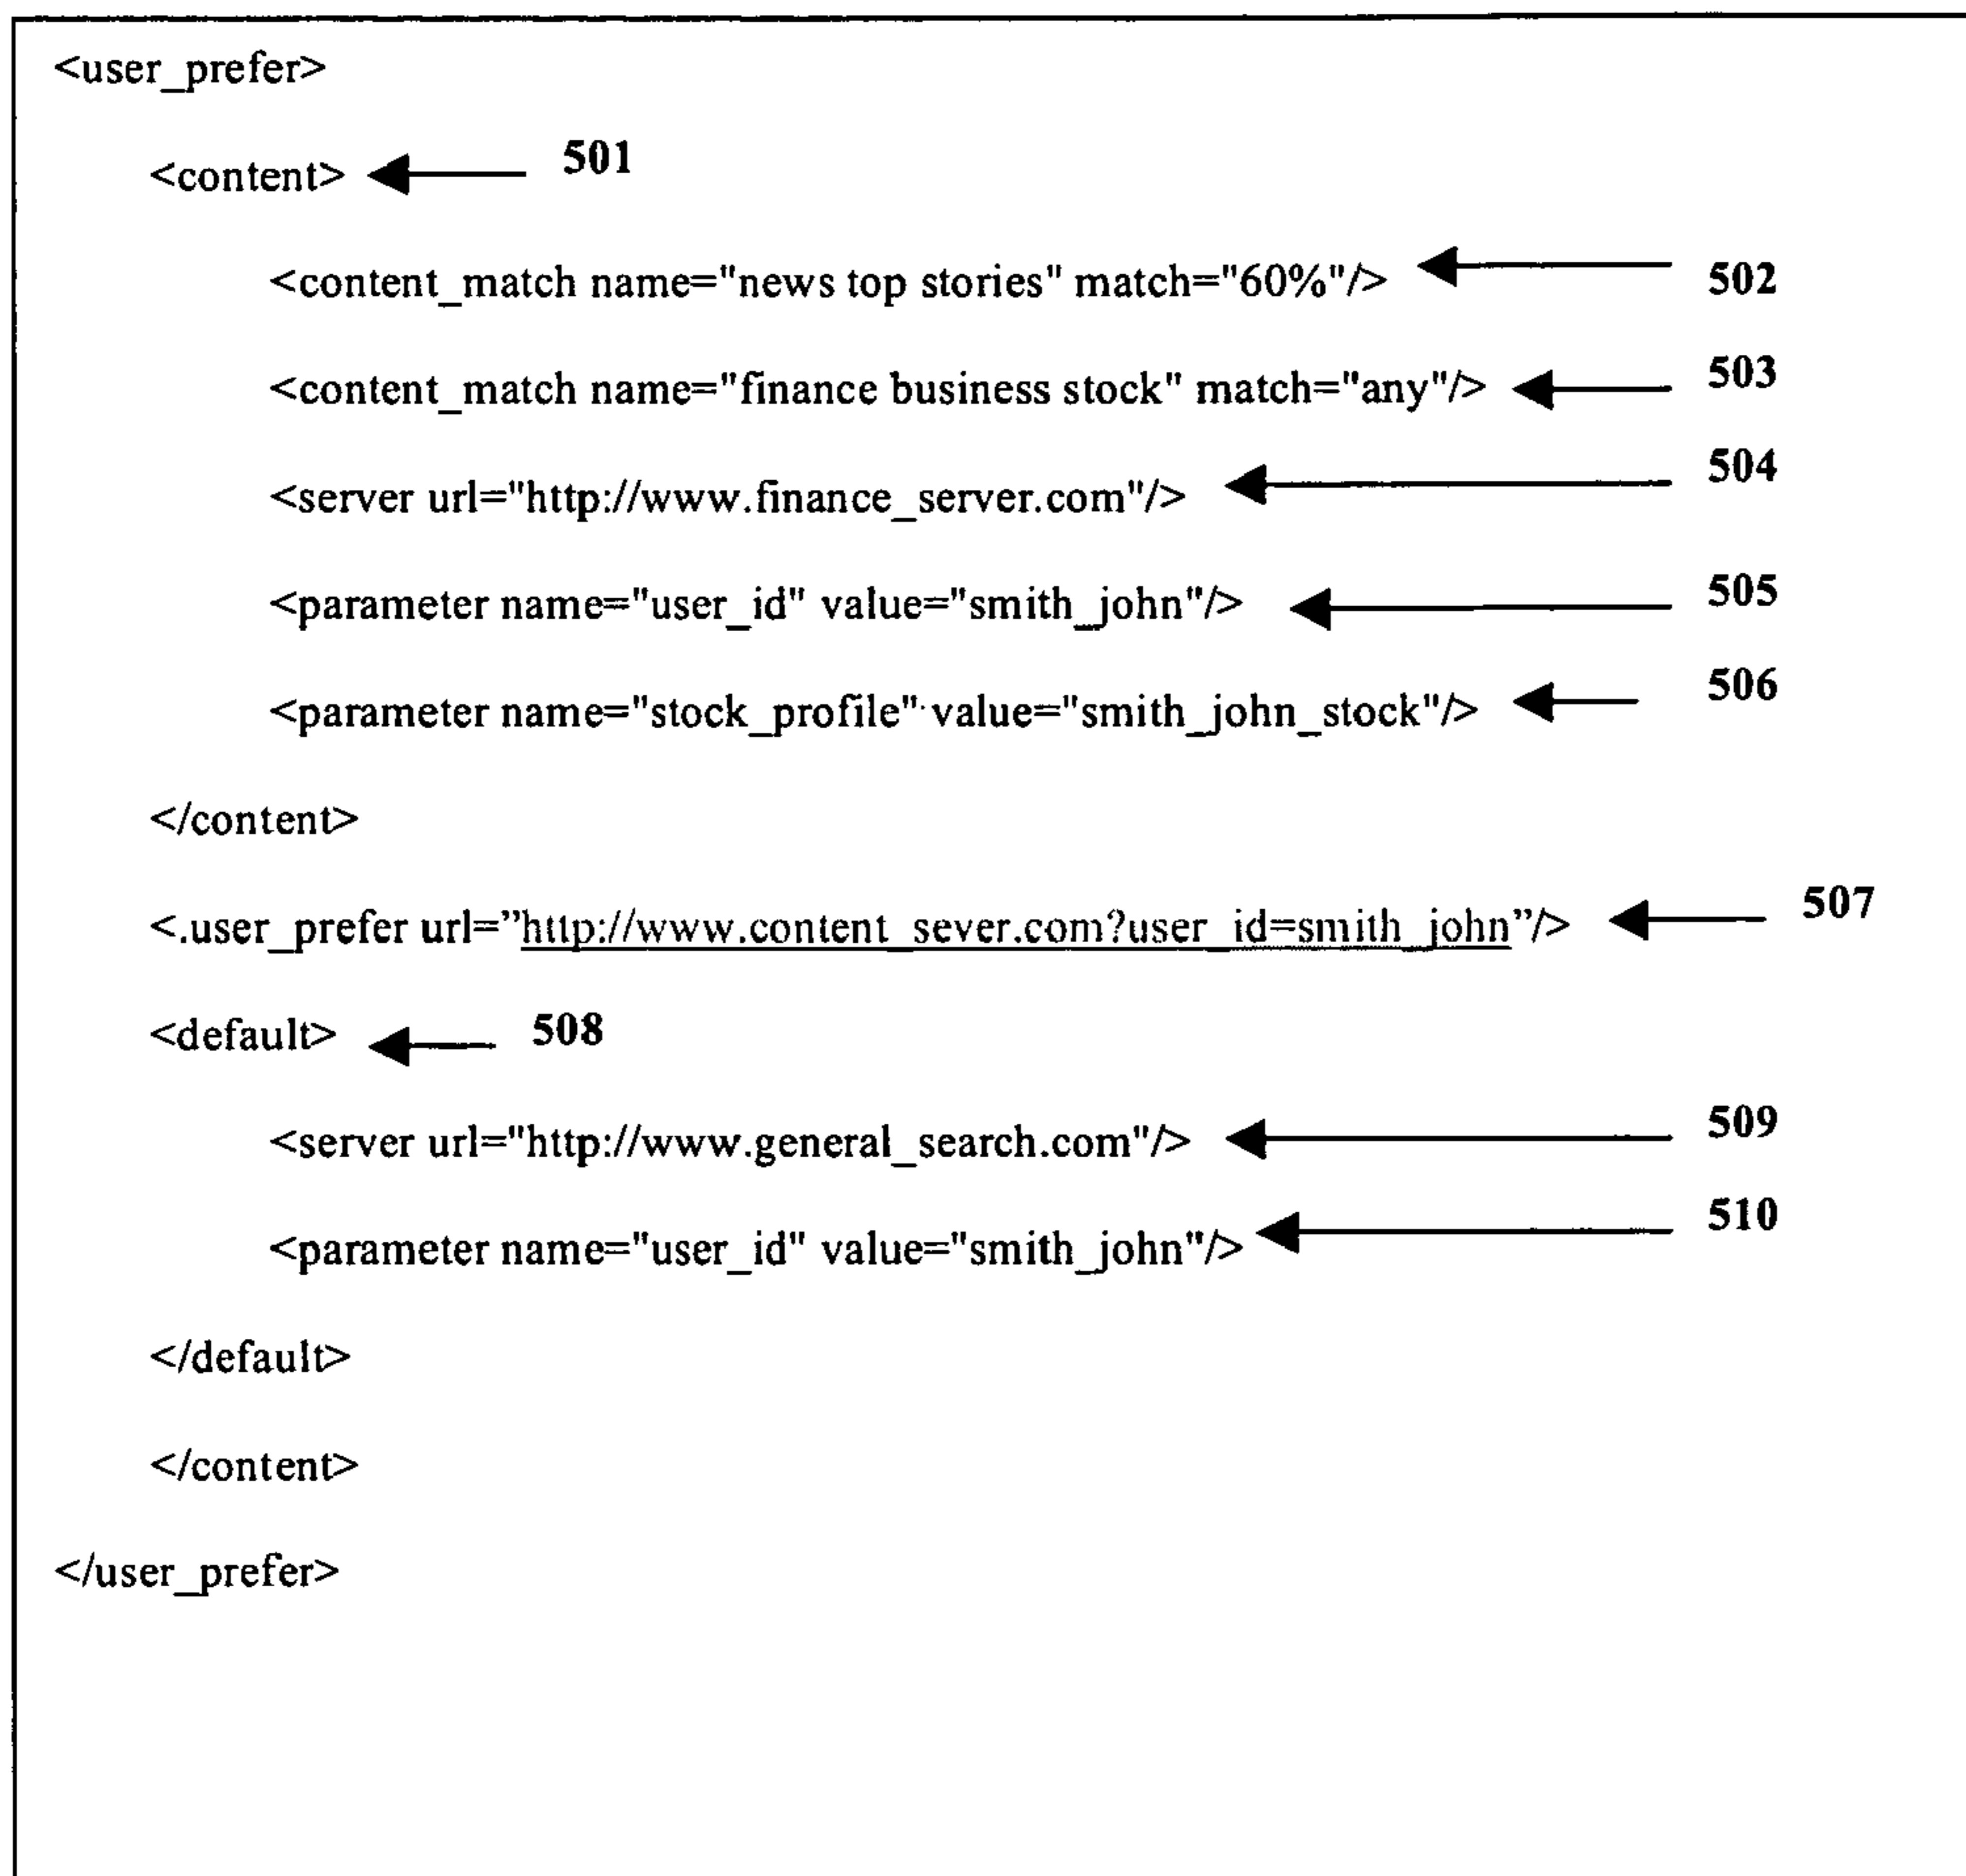 <user_prefer>
<content> 501
<content_match name="news top stories" match="60%"/> 502
<content_match name="finance business stock" match="any"/> 503
<server url="http://www.finance_server.com"/> 504
<parameter name="user_id" value="smith_john"/> 505
<parameter name="stock_profile" value="smith_john_stock"/> 506
</content>
<.user_prefer url=”http://www.content_sever.com?user_id=smith_john”/> 507
<default> 508
<server url="http://www.general_search.com"/> 509
<parameter name="user_id" value="smith_john"/> 510
</default>
</content>
</user_prefer>